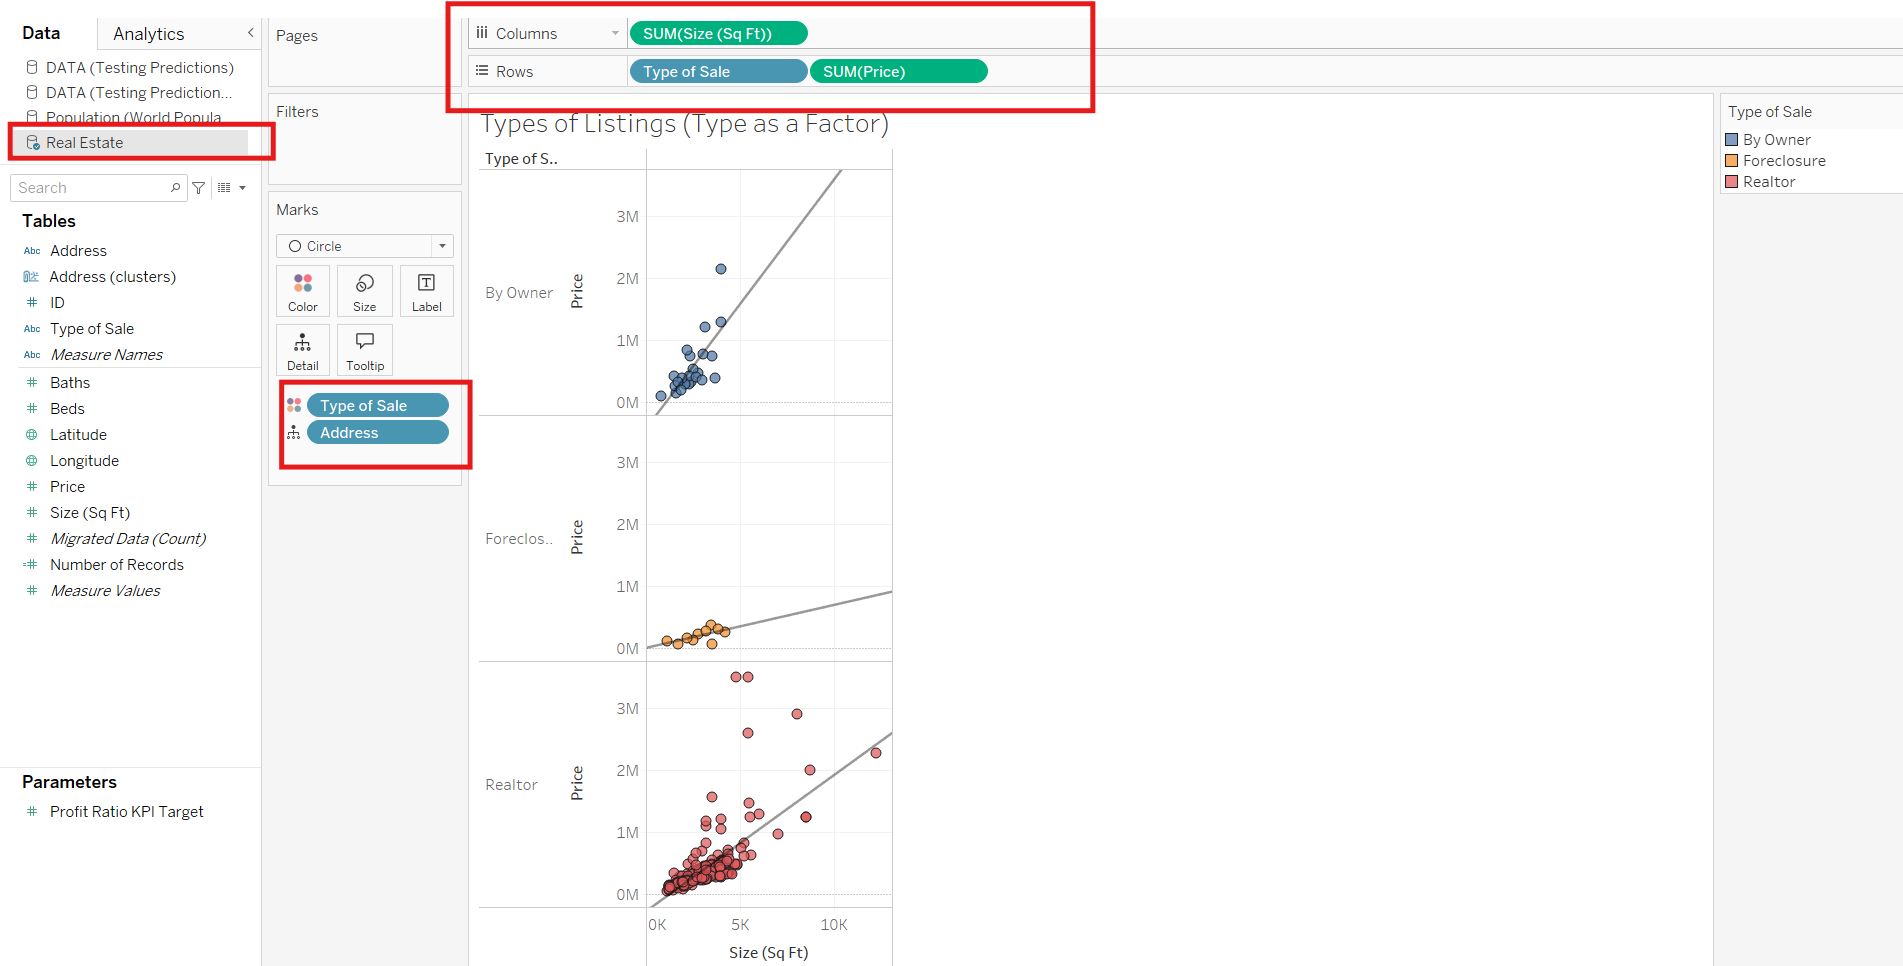 Data
Analytics
DATA (Testing Predictions)
DATA (Testing Prediction...
Population (World Popula
Real Estate
Search
Tables
Abc Address
Address (clusters)
# ID
Abc Type of Sale
Abc Measure Names
# Baths
# Beds
Latitude
Longitude
# Price
# Size (Sq Ft)
# Migrated Data (Count)
=# Number of Records
# Measure Values
Parameters
# Profit Ratio KPI Target
Pages
Filters
Marks
Circle
Color Size Label
Detail Tooltip
Type of Sale
Address
Columns SUM(Size (Sq Ft))
Rows Type of Sale SUM(Price)
Types of Listings (Type as a Factor)
Type of S..
3M
2M
By Owner Price
1M
0M
3M
2M
Foreclos.. Price
1M
0M
3M
2M
Realtor Price
1M
0M
0K 5K 10K
Size (Sq Ft)
Type of Sale
By Owner
Foreclosure
Realtor